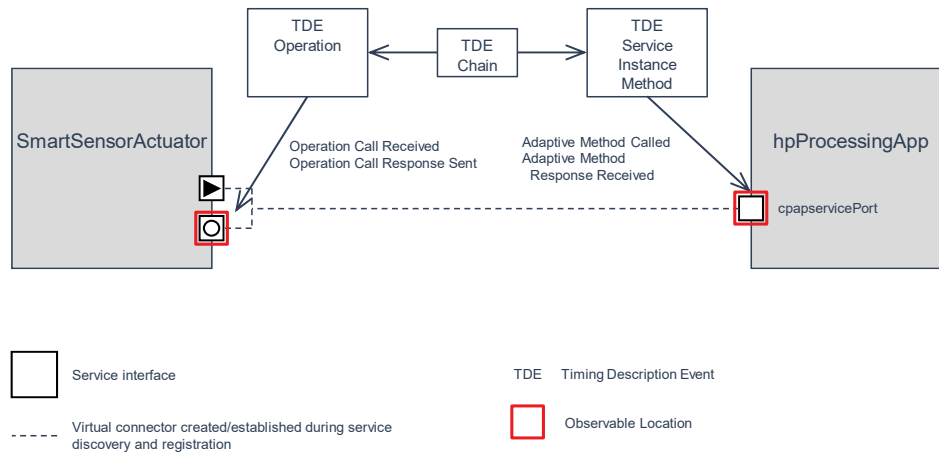 TDE
Operation
TDE
Chain
TDE
Service
Instance
Method
SmartSensorActuator
hpProcessingApp
Operation Call Received
Operation Call Response Sent
Adaptive Method Called
Adaptive Method
Response Received
cpapservicePort
Service interface
TDE Timing Description Event
Virtual connector created/established during service
discovery and registration
Observable Location